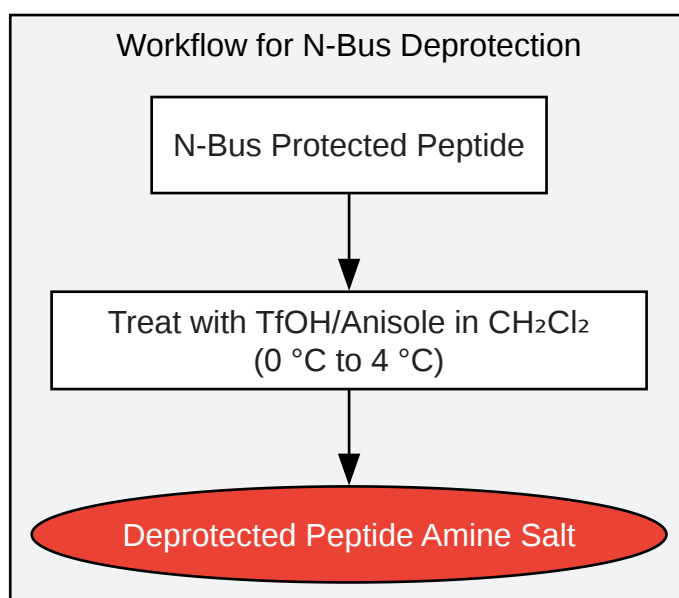 Workflow for N-Bus Deprotection
N-Bus Protected Peptide
Treat with TfOH/Anisole in CH₂Cl₂
(0 °C to 4 °C)
Deprotected Peptide Amine Salt